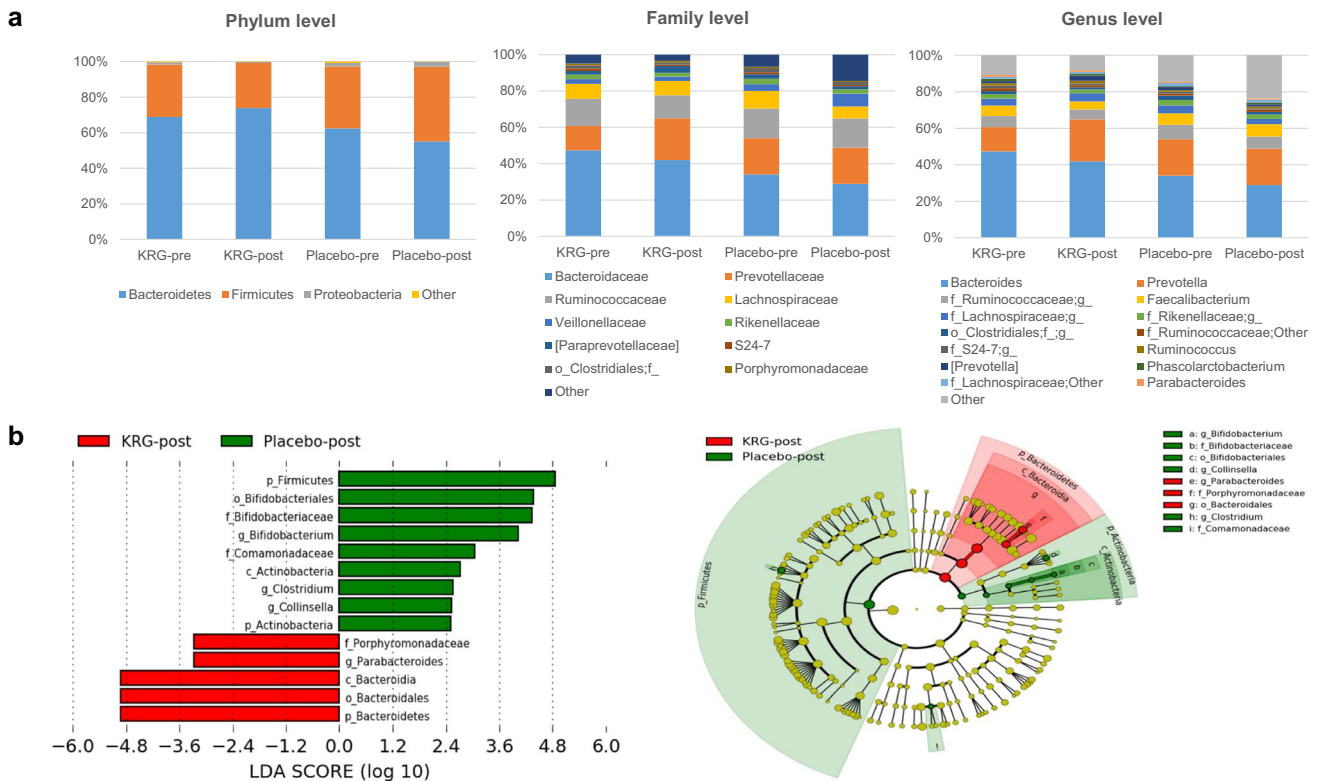 a
Phylum level
100%
80%
60%
40%
20%
0%
KRG-pre KRG-post Placebo-pre Placebo-post
Bacteroidetes Firmicutes Proteobacteria Other
Family level
100%
80%
60%
40%
20%
0%
KRG-pre KRG-post Placebo-pre Placebo-post
Bacteroidaceae Prevotellaceae
Ruminococcaceae Lachnospiraceae
Veillonellaceae Rikenellaceae
[Paraprevotellaceae] S24-7
o_Clostridiales;f_ Porphyromonadaceae
Other
Genus level
100%
80%
60%
40%
20%
0%
KRG-pre KRG-post Placebo-pre Placebo-post
Bacteroides Prevotella
f_Ruminococcaceae;g_ Faecalibacterium
f_Lachnospiraceae;g_ f_Rikenellaceae;g_
o_Clostridiales;f_;g_ f_Ruminococcaceae;Other
f_S24-7;g_ Ruminococcus
[Prevotella] Phascolarctobacterium
f_Lachnospiraceae;Other Parabacteroides
Other
b
KRG-post Placebo-post
p_Firmicutes
o_Bifidobacteriales
f_Bifidobacteriaceae
g_Bifidobacterium
f_Comamonadaceae
c_Actinobacteria
g_Clostridium
g_Collinsella
p_Actinobacteria
f_Porphyromonadaceae
g_Parabacteroides
c_Bacteroidia
o_Bacteroidales
p_Bacteroidetes
−6.0 −4.8 −3.6 −2.4 −1.2 0.0 1.2 2.4 3.6 4.8 6.0
LDA SCORE (log 10)
KRG-post
Placebo-post
p_Bacteroidetes
c_Bacteroidia
g
f
e
p_Actinobacteria
c_Actinobacteria
c
b
a
d
p_Firmicutes
h
i
a: g_Bifidobacterium
b: f_Bifidobacteriaceae
c: o_Bifidobacteriales
d: g_Collinsella
e: g_Parabacteroides
f: f_Porphyromonadaceae
g: o_Bacteroidales
h: g_Clostridium
i: f_Comamonadaceae